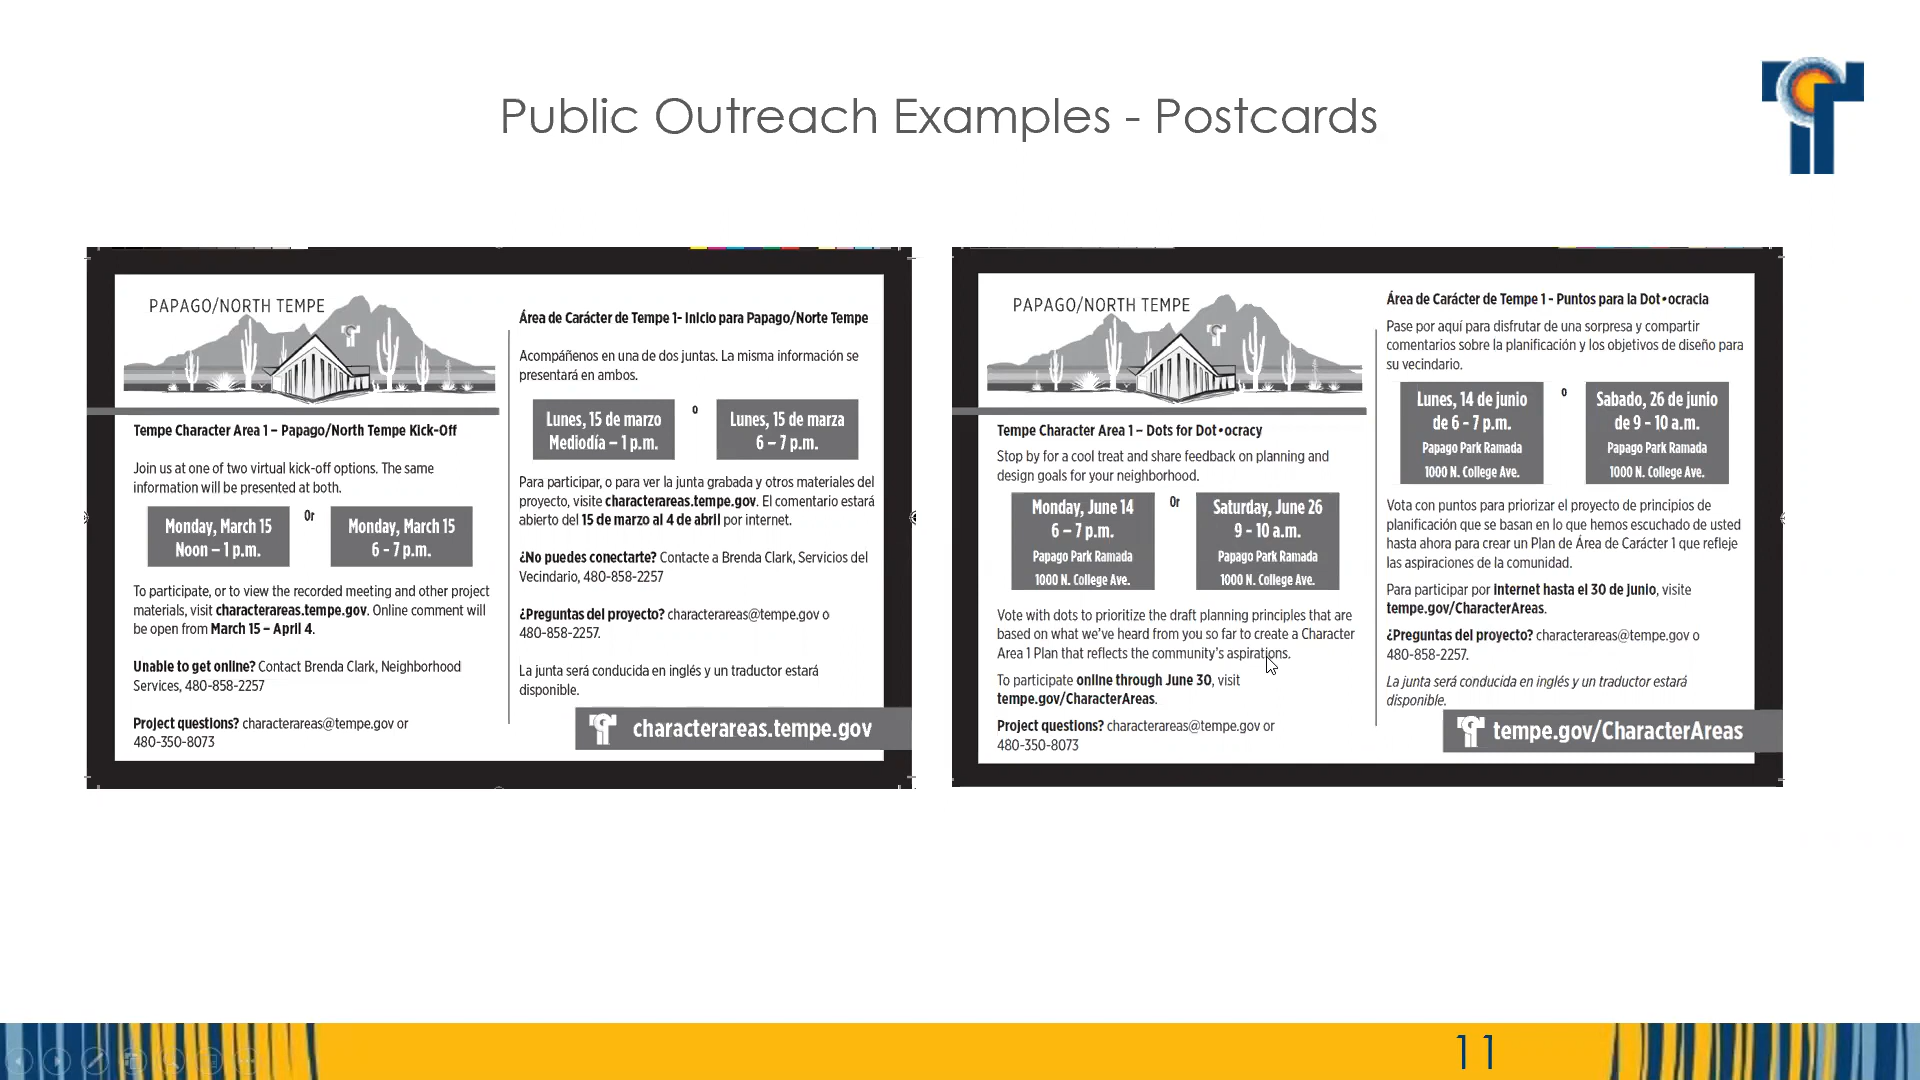 Public Outreach Examples - Postcards
PAPAGO/NORTH TEMPE
Tempe Character Area 1 – Papago/North Tempe Kick-Off
Join us at one of two virtual kick-off options. The same
information will be presented at both.
Monday, March 15
Noon – 1 p.m.
Or
Monday, March 15
6 - 7 p.m.
To participate, or to view the recorded meeting and other project
materials, visit characterareas.tempe.gov. Online comment will
be open from March 15 – April 4.
Unable to get online? Contact Brenda Clark, Neighborhood
Services, 480-858-2257
Project questions? characterareas@tempe.gov or
480-350-8073
Área de Carácter de Tempe 1- Inicio para Papago/Norte Tempe
Acompáñenos en una de dos juntas. La misma información se
presentará en ambos.
Lunes, 15 de marzo
Mediodía – 1 p.m.
o
Lunes, 15 de marza
6 – 7 p.m.
Para participar, o para ver la junta grabada y otros materiales del
proyecto, visite characterareas.tempe.gov. El comentario estará
abierto del 15 de marzo al 4 de abril por internet.
¿No puedes conectarte? Contacte a Brenda Clark, Servicios del
Vecindario, 480-858-2257
¿Preguntas del proyecto? characterareas@tempe.gov o
480-858-2257.
La junta será conducida en inglés y un traductor estará
disponible.
characterareas.tempe.gov
PAPAGO/NORTH TEMPE
Tempe Character Area 1 – Dots for Dot•ocracy
Stop by for a cool treat and share feedback on planning and
design goals for your neighborhood.
Monday, June 14
6 – 7 p.m.
Papago Park Ramada
1000 N. College Ave.
Or
Saturday, June 26
9 - 10 a.m.
Papago Park Ramada
1000 N. College Ave.
Vote with dots to prioritize the draft planning principles that are
based on what we've heard from you so far to create a Character
Area 1 Plan that reflects the community's aspirations.
To participate online through June 30, visit
tempe.gov/CharacterAreas.
Project questions? characterareas@tempe.gov or
480-350-8073
Área de Carácter de Tempe 1 - Puntos para la Dot•ocracia
Pase por aquí para disfrutar de una sorpresa y compartir
comentarios sobre la planificación y los objetivos de diseño para
su vecindario.
Lunes, 14 de junio
de 6 - 7 p.m.
Papago Park Ramada
1000 N. College Ave.
o
Sabado, 26 de junio
de 9 - 10 a.m.
Papago Park Ramada
1000 N. College Ave.
Vota con puntos para priorizar el proyecto de principios de
planificación que se basan en lo que hemos escuchado de usted
hasta ahora para crear un Plan de Área de Carácter 1 que refleje
las aspiraciones de la comunidad.
Para participar por internet hasta el 30 de junio, visite
tempe.gov/CharacterAreas.
¿Preguntas del proyecto? characterareas@tempe.gov o
480-858-2257.
La junta será conducida en inglés y un traductor estará
disponible.
tempe.gov/CharacterAreas
11